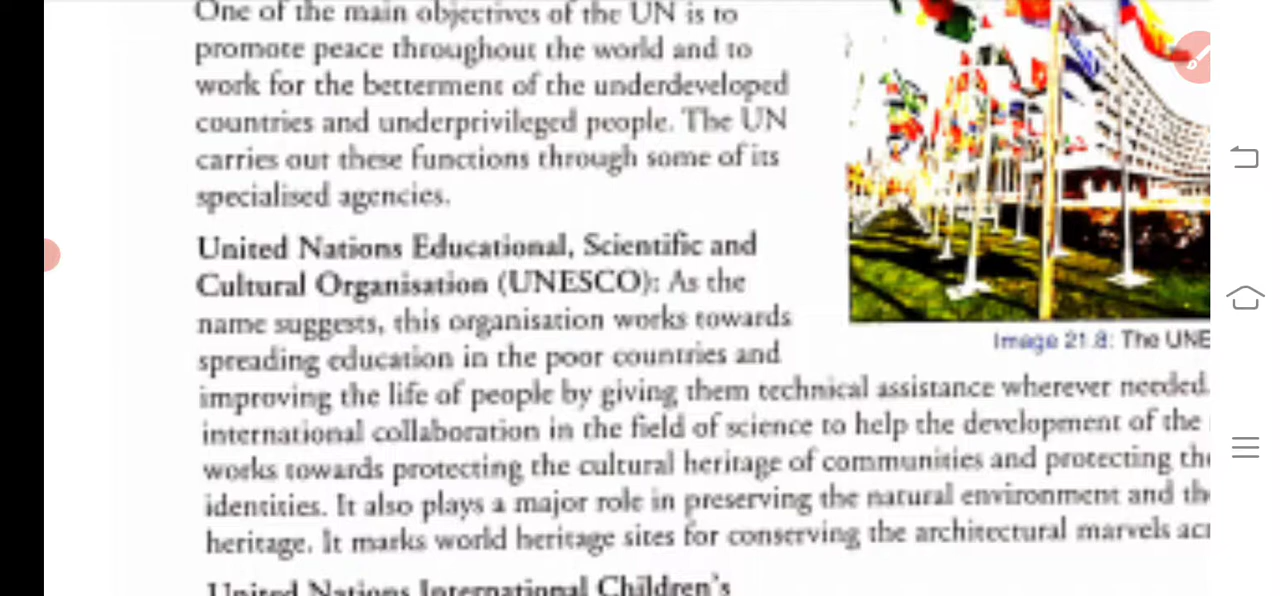 One of the main objectives of the UN is to
promote peace throughout the world and to
work for the betterment of the underdeveloped
countries and underprivileged people. The UN
carries out these functions through some of its
specialised agencies.
United Nations Educational, Scientific and
Cultural Organisation (UNESCO): As the
name suggests, this organisation works towards
spreading education in the poor countries and
Image 21.8: The UNE
improving the life of people by giving them technical assistance wherever needed.
international collaboration in the field of science to help the development of the
works towards protecting the cultural heritage of communities and protecting the
identities. It also plays a major role in preserving the natural environment and th
heritage. It marks world heritage sites for conserving the architectural marvels acr
United Nations International Children's